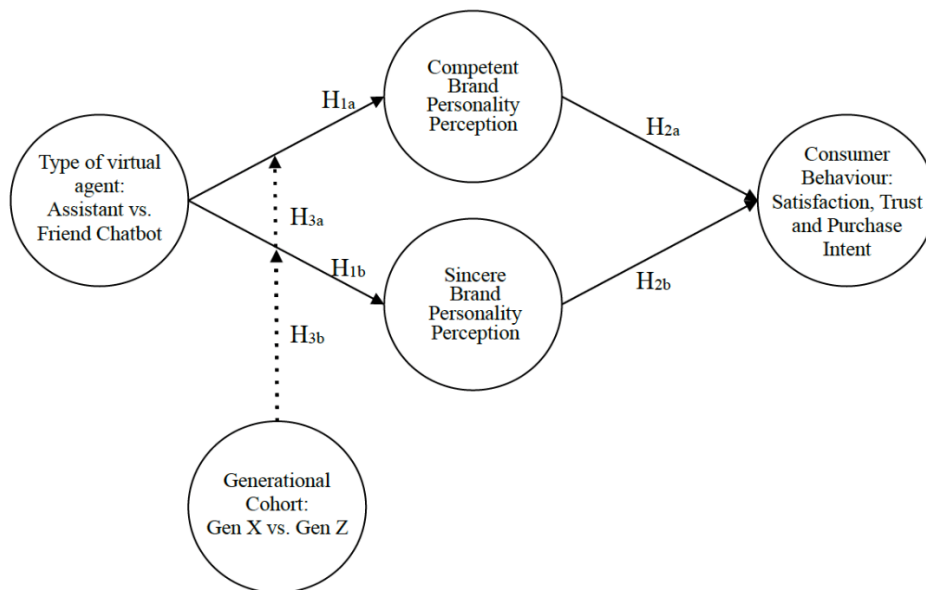 Competent
Brand
Personality
Perception
H1a
H2a
Type of virtual
agent:
Assistant vs.
Friend Chatbot
Consumer
Behaviour:
Satisfaction, Trust
and Purchase
Intent
H3a
H1b
Sincere
Brand
Personality
Perception
H2b
H3b
Generational
Cohort:
Gen X vs. Gen Z